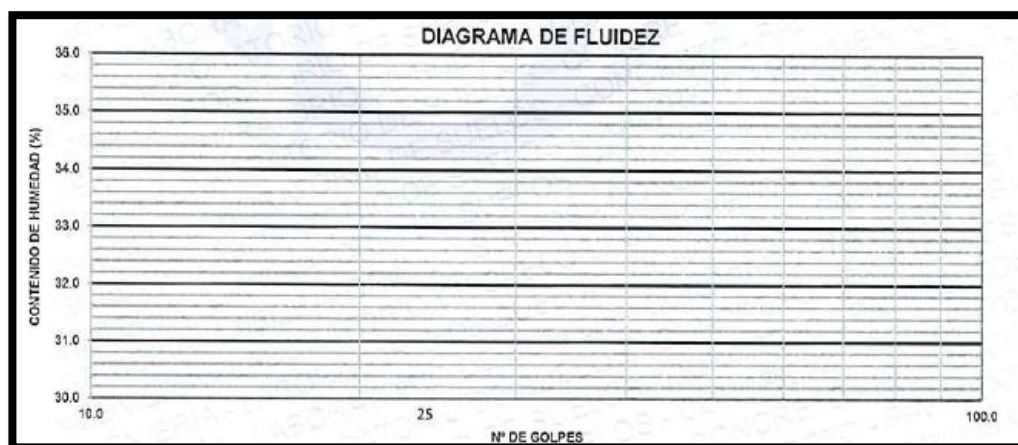 DIAGRAMA DE FLUIDEZ
36.0
35.0
34.0
33.0
32.0
31.0
30.0
CONTENIDO DE HUMEDAD (%)
10.0 25 100.0
Nº DE GOLPES